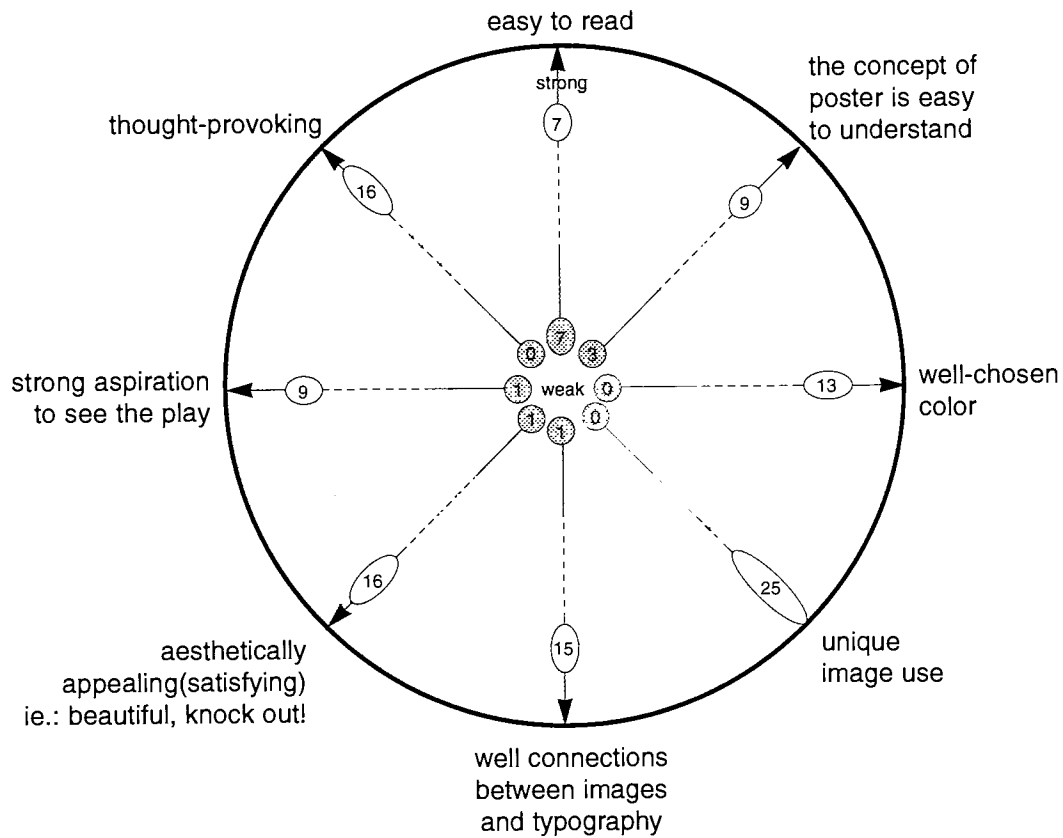 easy to read
strong
7
the concept of
poster is easy
to understand
thought-provoking
16
9
7
0
3
strong aspiration
to see the play
9
1
weak
0
13
well-chosen
color
1
1
0
16
25
15
unique
image use
aesthetically
appealing(satisfying)
ie.: beautiful, knock out!
well connections
between images
and typography